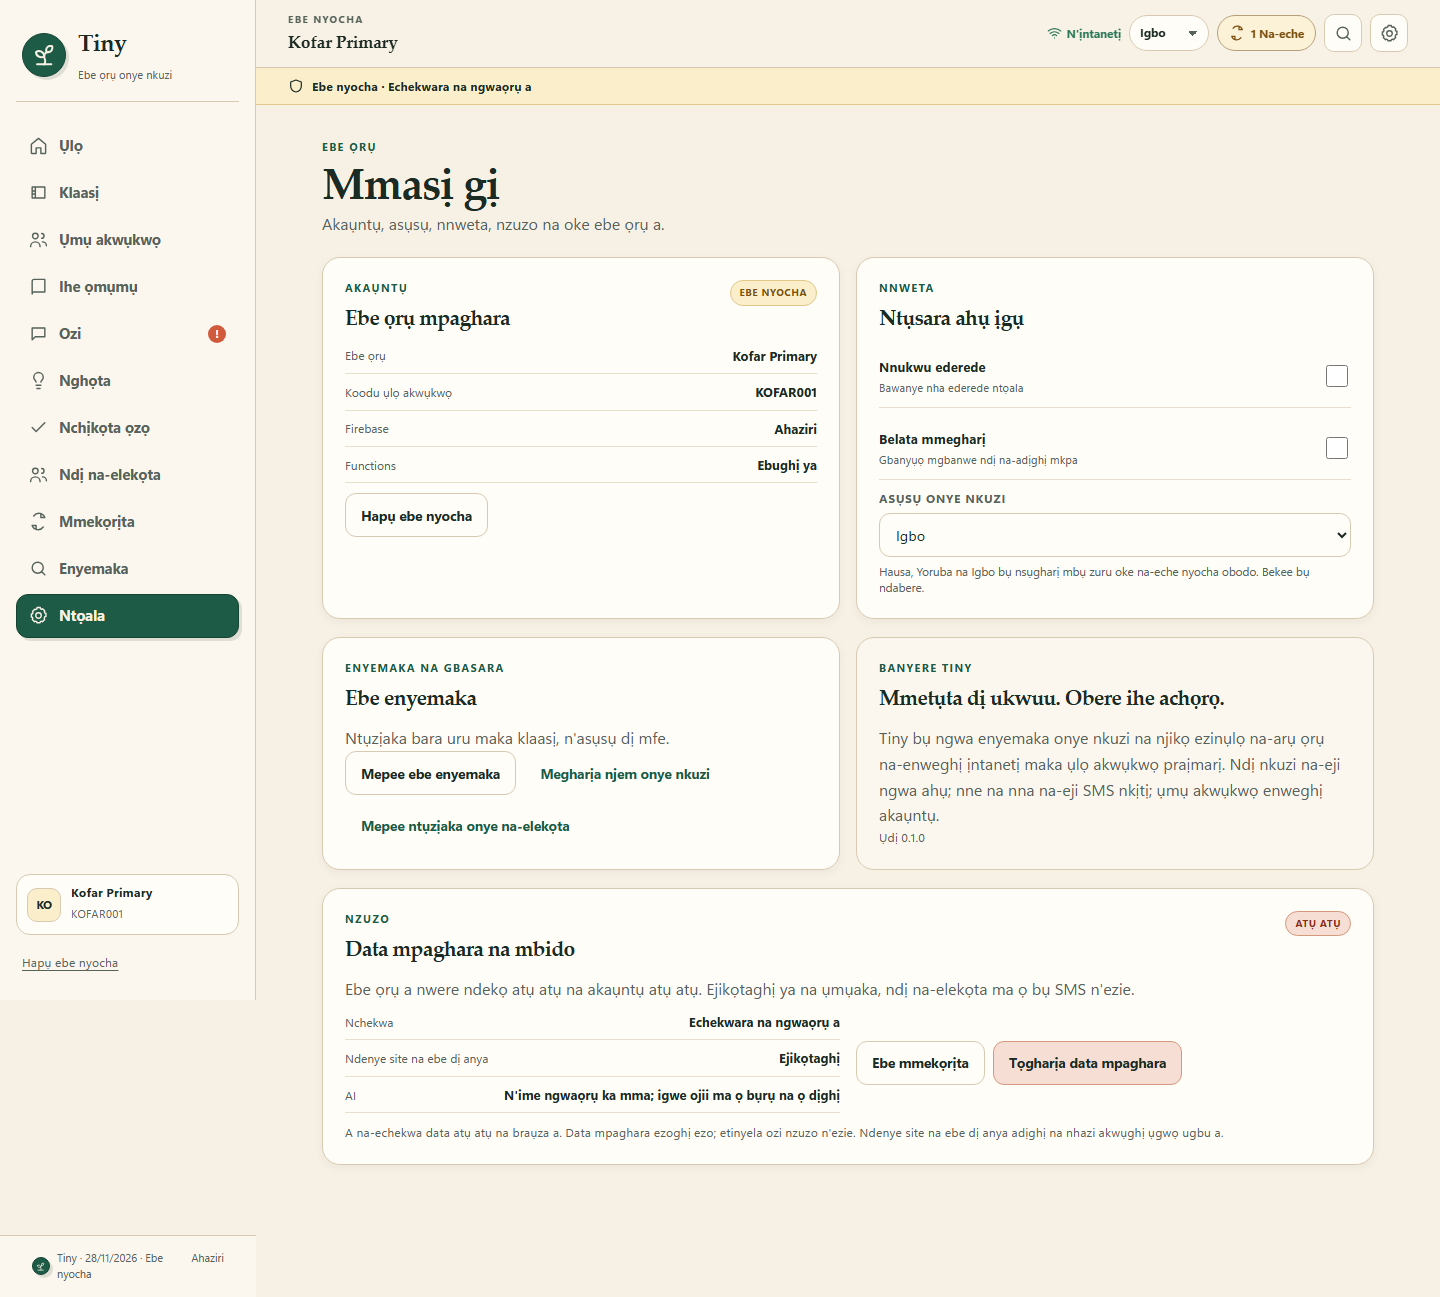 Tiny
Ebe ọrụ onye nkuzi
Ụlọ
Klaasị
Ụmụ akwụkwọ
Ihe ọmụmụ
Ozi
!
Nghọta
Nchịkọta ọzọ
Ndị na-elekọta
Mmekọrịta
Enyemaka
Ntọala
KO
Kofar Primary
KOFAR001
Hapụ ebe nyocha
Tiny · 28/11/2026 · Ebe
nyocha
Ahaziri
EBE NYOCHA
Kofar Primary
N'ịntanetị
Igbo
1 Na-eche
Ebe nyocha · Echekwara na ngwaọrụ a
EBE ỌRỤ
Mmasị gị
Akaụntụ, asụsụ, nnweta, nzuzo na oke ebe ọrụ a.
AKAỤNTỤ
EBE NYOCHA
Ebe ọrụ mpaghara
Ebe ọrụ
Kofar Primary
Koodu ụlọ akwụkwọ
KOFAR001
Firebase
Ahaziri
Functions
Ebughị ya
Hapụ ebe nyocha
NNWETA
Ntụsara ahụ ịgụ
Nnukwu ederede
Bawanye nha ederede ntọala
Belata mmegharị
Gbanyụọ mgbanwe ndị na-adịghị mkpa
ASỤSỤ ONYE NKUZI
Igbo
Hausa, Yoruba na Igbo bụ nsụgharị mbụ zuru oke na-eche nyocha obodo. Bekee bụ
ndabere.
ENYEMAKA NA GBASARA
Ebe enyemaka
Ntụzịaka bara uru maka klaasị, n'asụsụ dị mfe.
Mepee ebe enyemaka
Megharịa njem onye nkuzi
Mepee ntụzịaka onye na-elekọta
BANYERE TINY
Mmetụta dị ukwuu. Obere ihe achọrọ.
Tiny bụ ngwa enyemaka onye nkuzi na njikọ ezinụlọ na-arụ ọrụ
na-enweghị ịntanetị maka ụlọ akwụkwọ praịmarị. Ndị nkuzi na-eji
ngwa ahụ; nne na nna na-eji SMS nkịtị; ụmụ akwụkwọ enweghị
akaụntụ.
Ụdị 0.1.0
NZUZO
ATỤ ATỤ
Data mpaghara na mbido
Ebe ọrụ a nwere ndekọ atụ atụ na akaụntụ atụ atụ. Ejikọtaghị ya na ụmụaka, ndị na-elekọta ma ọ bụ SMS n'ezie.
Nchekwa
Echekwara na ngwaọrụ a
Ndenye site na ebe dị anya
Ejikọtaghị
AI
N'ime ngwaọrụ ka mma; igwe ojii ma ọ bụrụ na ọ dịghị
Ebe mmekọrịta
Tọgharịa data mpaghara
A na-echekwa data atụ atụ na braụza a. Data mpaghara ezoghị ezo; etinyela ozi nzuzo n'ezie. Ndenye site na ebe dị anya adịghị na nhazi akwụghị ụgwọ ugbu a.